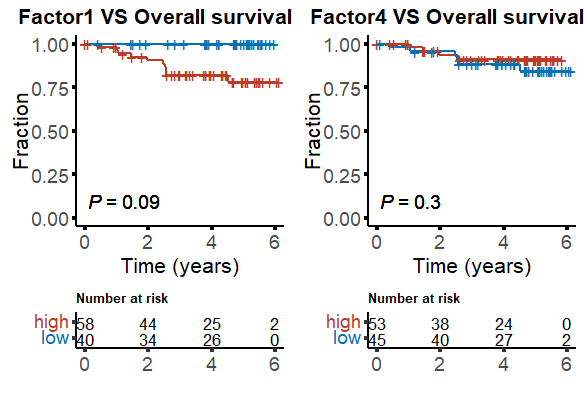 Factor1 VS Overall survival
1.00
0.75
0.50
0.25
0.00
Fraction
P = 0.09
0 2 4 6
Time (years)
Number at risk
high 58 44 25 2
low 40 34 26 0
0 2 4 6
Factor4 VS Overall survival
1.00
0.75
0.50
0.25
0.00
Fraction
P = 0.3
0 2 4 6
Time (years)
Number at risk
high 53 38 24 0
low 45 40 27 2
0 2 4 6